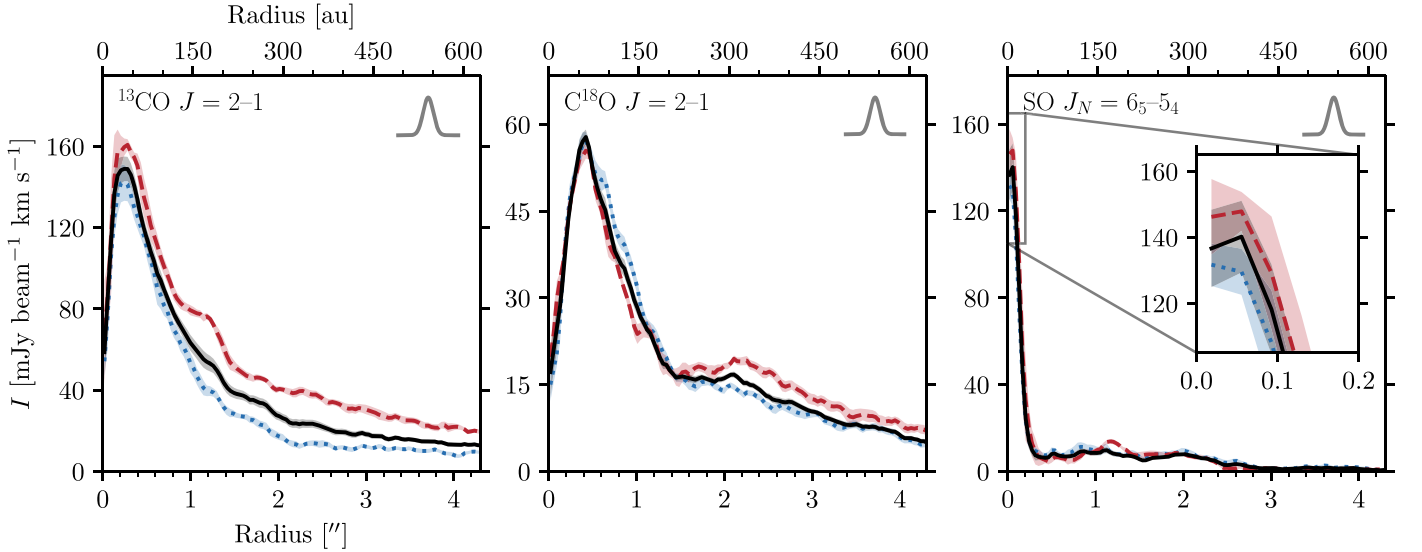 Radius [au]
0 150 300 450 600
0 150 300 450 600
0 150 300 450 600
¹³CO J = 2–1
C¹⁸O J = 2–1
SO J_N = 6₅–5₄
I [mJy beam⁻¹ km s⁻¹]
160
120
80
40
0
60
45
30
15
0
160
120
80
40
0
160
140
120
0.0 0.1 0.2
0 1 2 3 4
0 1 2 3 4
0 1 2 3 4
Radius [″]